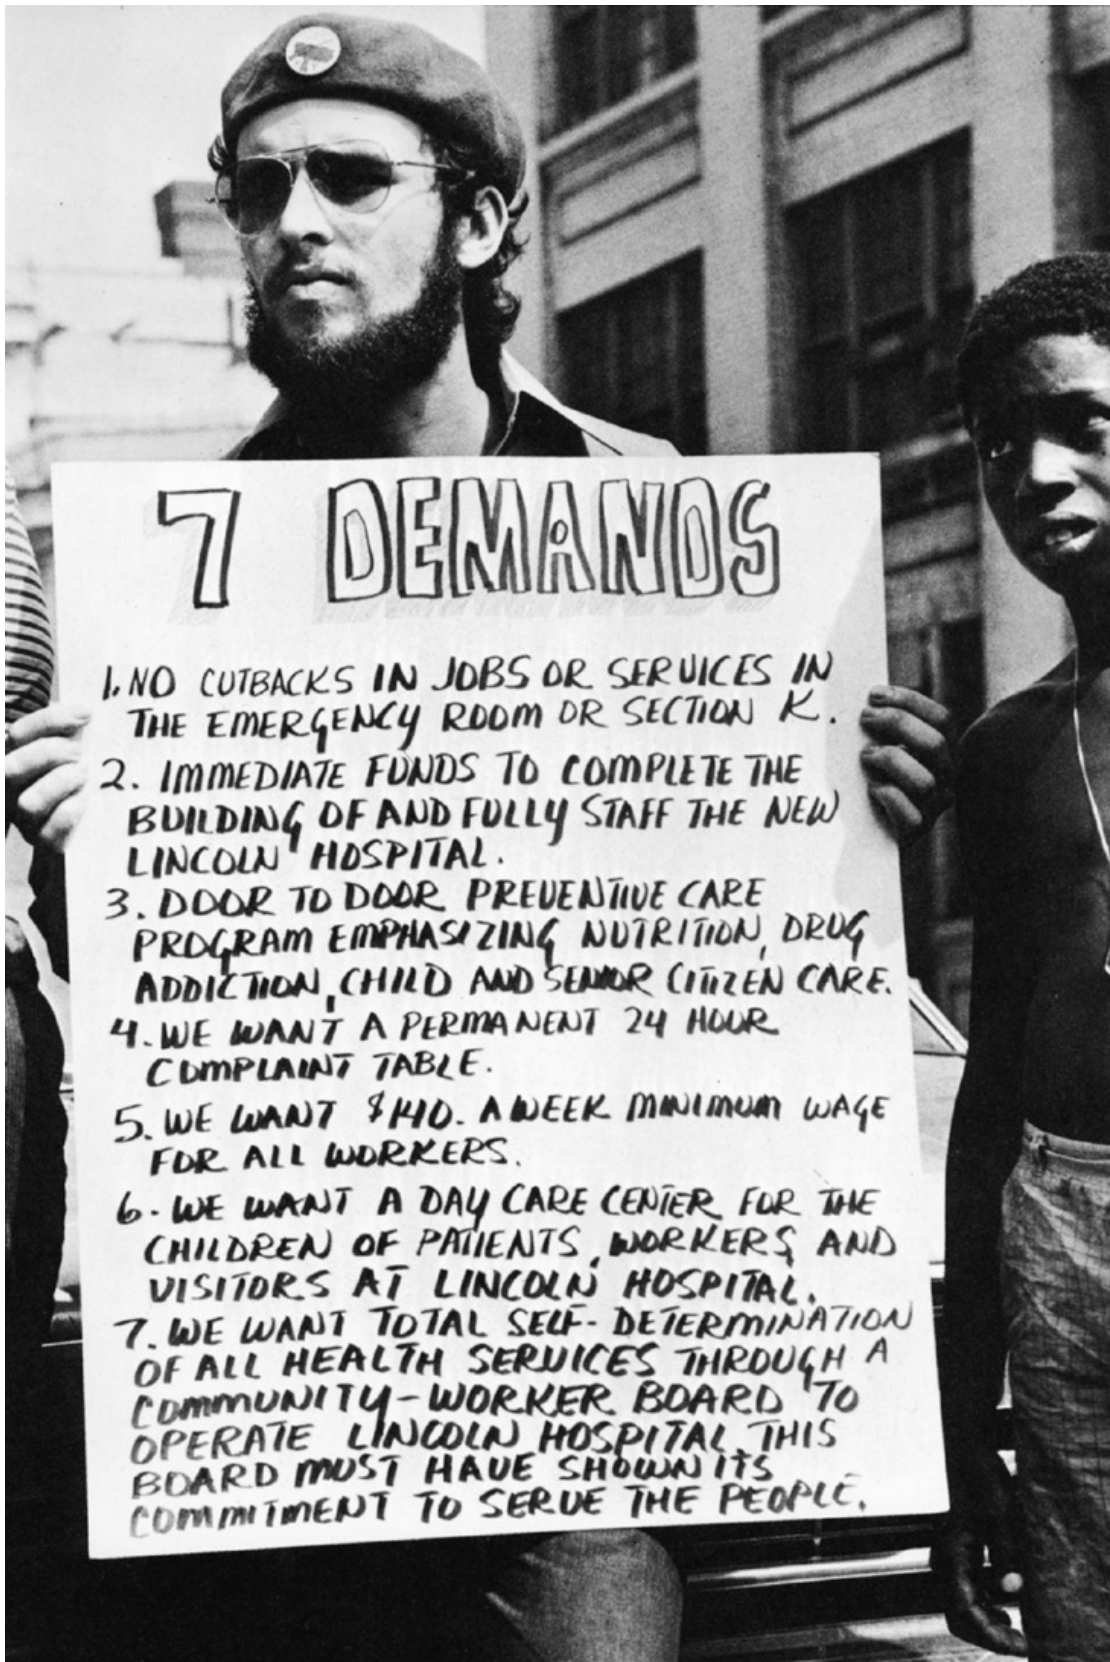 7 DEMANDS
1. NO CUTBACKS IN JOBS OR SERVICES IN
THE EMERGENCY ROOM OR SECTION K.
2. IMMEDIATE FUNDS TO COMPLETE THE
BUILDING OF AND FULLY STAFF THE NEW
LINCOLN HOSPITAL.
3. DOOR TO DOOR PREVENTIVE CARE
PROGRAM EMPHASIZING NUTRITION, DRUG
ADDICTION, CHILD AND SENIOR CITIZEN CARE.
4. WE WANT A PERMANENT 24 HOUR
COMPLAINT TABLE.
5. WE WANT $140. A WEEK MINIMUM WAGE
FOR ALL WORKERS.
6. WE WANT A DAY CARE CENTER FOR THE
CHILDREN OF PATIENTS, WORKERS AND
VISITORS AT LINCOLN HOSPITAL.
7. WE WANT TOTAL SELF-DETERMINATION
OF ALL HEALTH SERVICES THROUGH A
COMMUNITY-WORKER BOARD TO
OPERATE LINCOLN HOSPITAL. THIS
BOARD MUST HAVE SHOWN ITS
COMMITMENT TO SERVE THE PEOPLE.